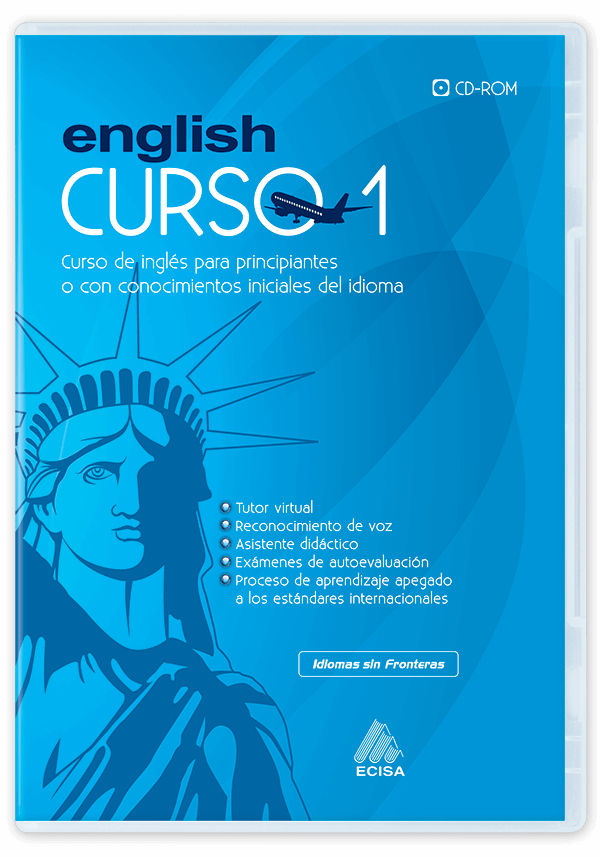 CD-ROM
english
CURSO 1
Curso de inglés para principiantes
o con conocimientos iniciales del idioma
Tutor virtual
Reconocimiento de voz
Asistente didáctico
Exámenes de autoevaluación
Proceso de aprendizaje apegado
a los estándares internacionales
Idiomas sin Fronteras
ECISA